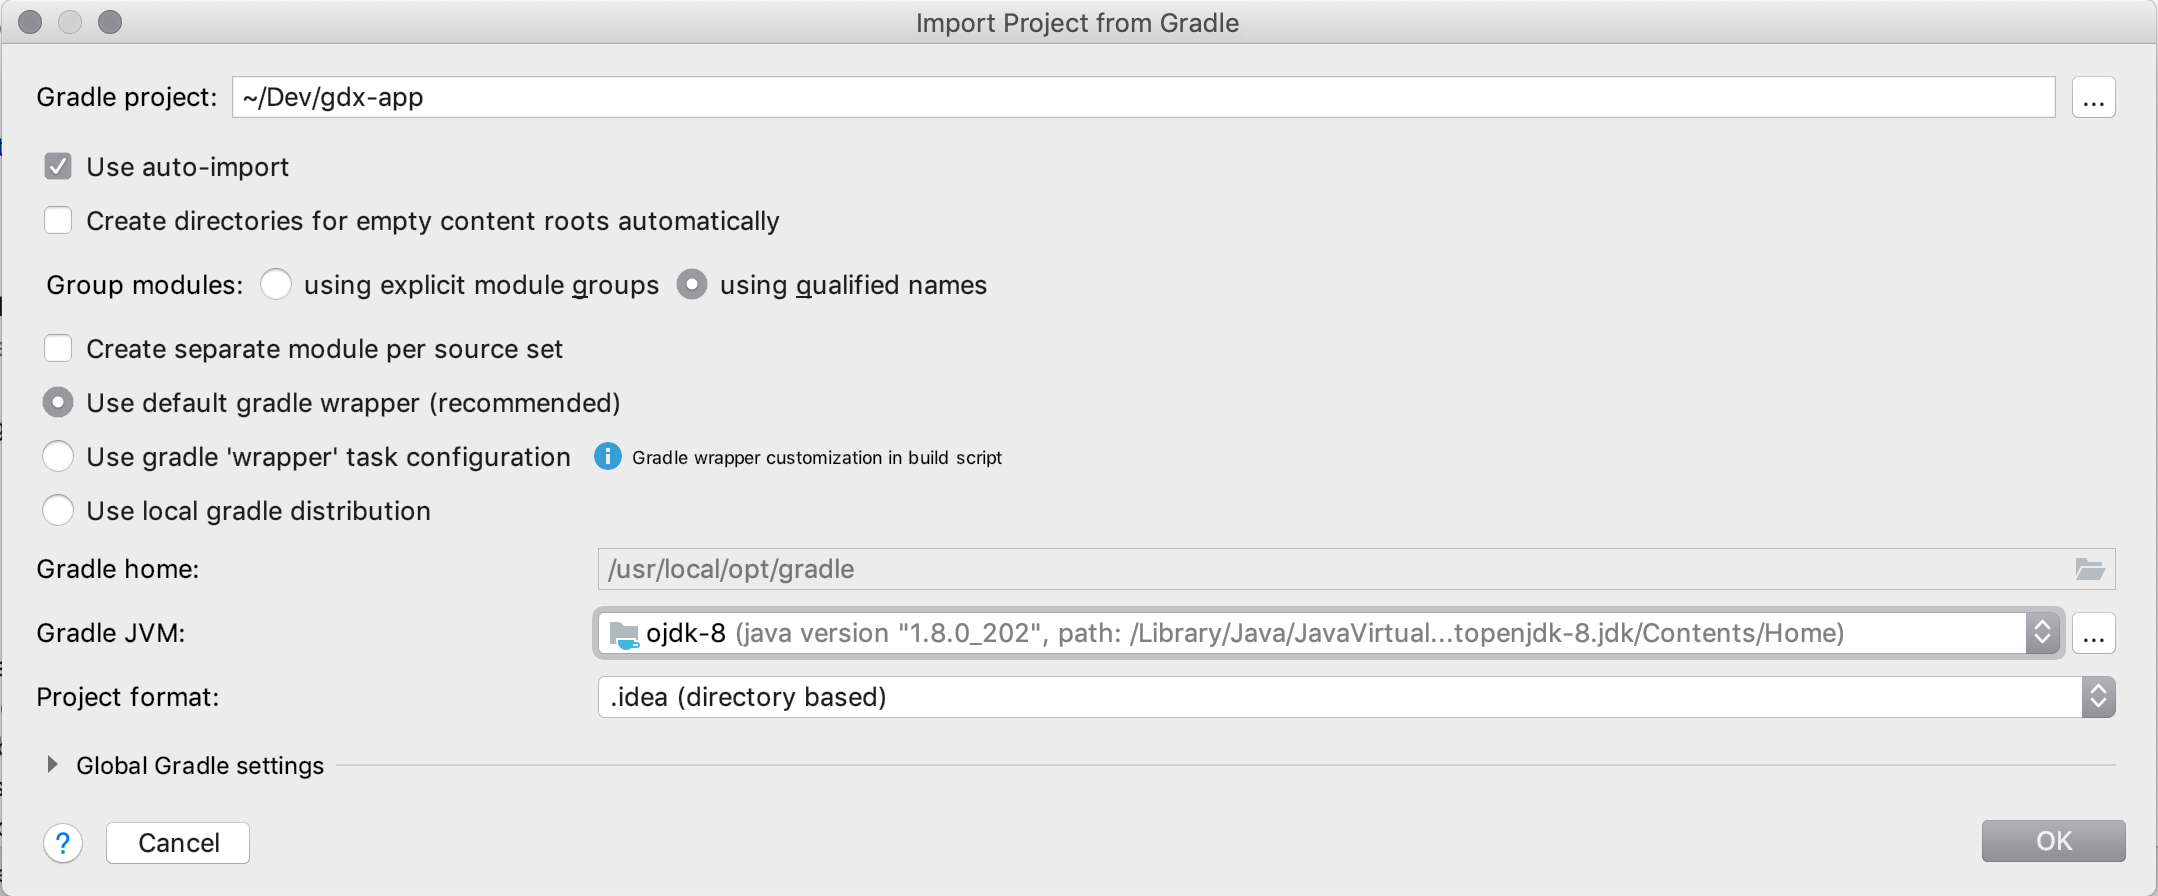 Import Project from Gradle
Gradle project: ~/Dev/gdx-app ...
Use auto-import
Create directories for empty content roots automatically
Group modules: using explicit module groups using qualified names
Create separate module per source set
Use default gradle wrapper (recommended)
Use gradle 'wrapper' task configuration i Gradle wrapper customization in build script
Use local gradle distribution
Gradle home: /usr/local/opt/gradle
Gradle JVM: ojdk-8 (java version "1.8.0_202", path: /Library/Java/JavaVirtual...topenjdk-8.jdk/Contents/Home) ...
Project format: .idea (directory based)
Global Gradle settings
? Cancel OK